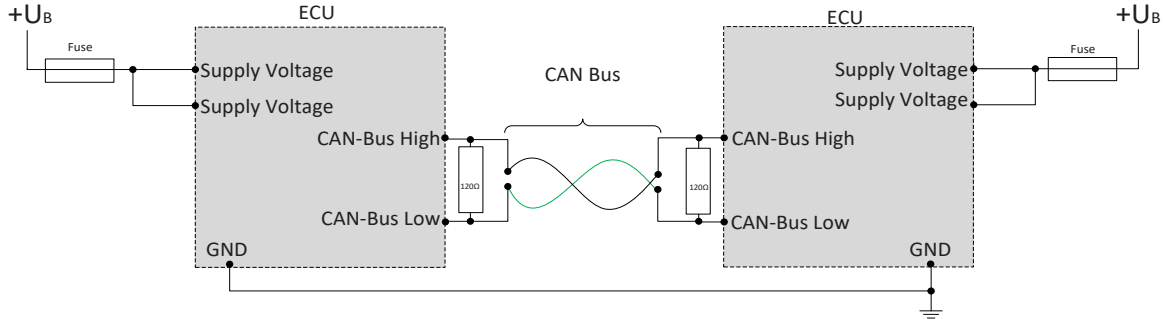 +UB
ECU
Fuse
Supply Voltage
Supply Voltage
CAN-Bus High
120Ω
CAN-Bus Low
GND
CAN Bus
ECU
+UB
Fuse
Supply Voltage
Supply Voltage
CAN-Bus High
120Ω
CAN-Bus Low
GND